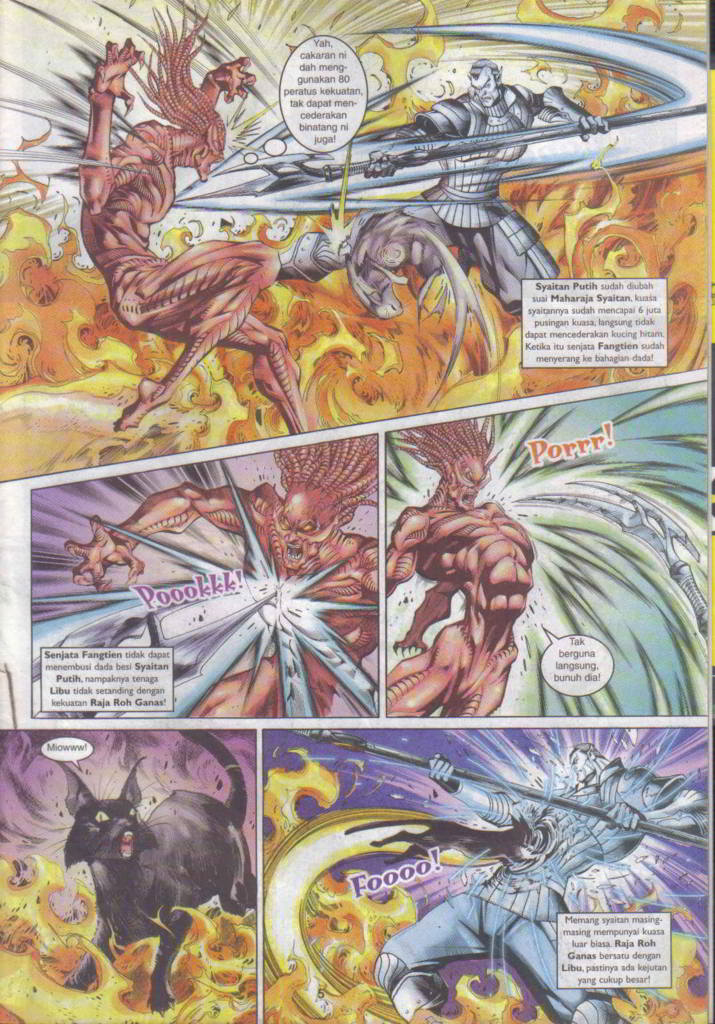 Yah,
cakaran ni
dah meng-
gunakan 80
peratus kekuatan,
tak dapat men-
cederakan
binatang ni
juga!
Syaitan Putih sudah diubah
suai Maharaja Syaitan, kuasa
syaitannya sudah mencapai 6 juta
pusingan kuasa, langsung tidak
dapat mencederakan kucing hitam.
Ketika itu senjata Fangtien sudah
menyerang ke bahagian dada!
Poookkk!
Senjata Fangtien tidak dapat
menembusi dada besi Syaitan
Putih, nampaknya tenaga
Libu tidak setanding dengan
kekuatan Raja Roh Ganas!
Porrr!
Tak
berguna
langsung,
bunuh dia!
Miowww!
Foooo!
Memang syaitan masing-
masing mempunyai kuasa
luar biasa. Raja Roh
Ganas bersatu dengan
Libu, pastinya ada kejutan
yang cukup besar!
5